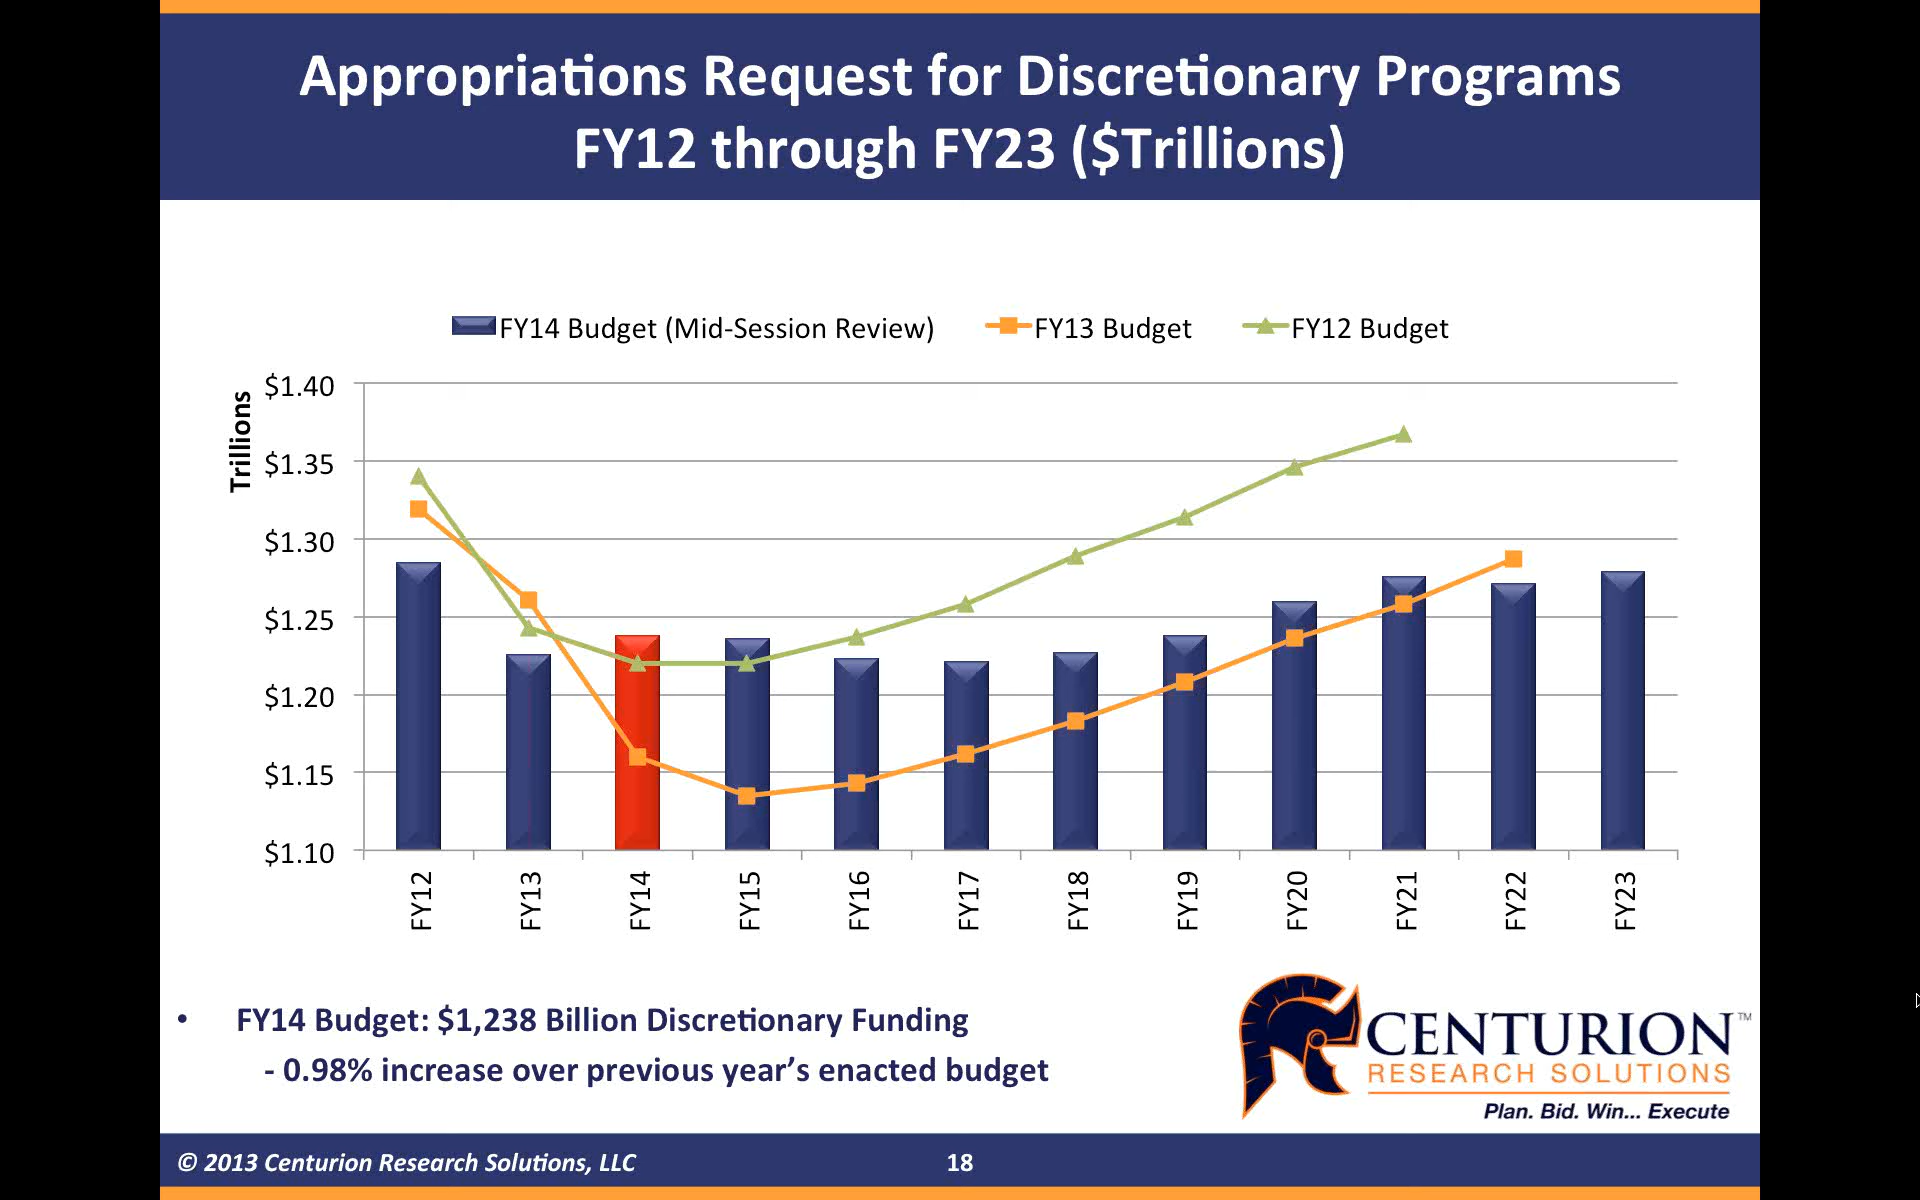 Appropriations Request for Discretionary Programs
FY12 through FY23 ($Trillions)
FY14 Budget (Mid-Session Review)
FY13 Budget
FY12 Budget
Trillions
$1.40
$1.35
$1.30
$1.25
$1.20
$1.15
$1.10
FY12
FY13
FY14
FY15
FY16
FY17
FY18
FY19
FY20
FY21
FY22
FY23
• FY14 Budget: $1,238 Billion Discretionary Funding
- 0.98% increase over previous year’s enacted budget
CENTURION™
RESEARCH SOLUTIONS
Plan. Bid. Win... Execute
© 2013 Centurion Research Solutions, LLC
18